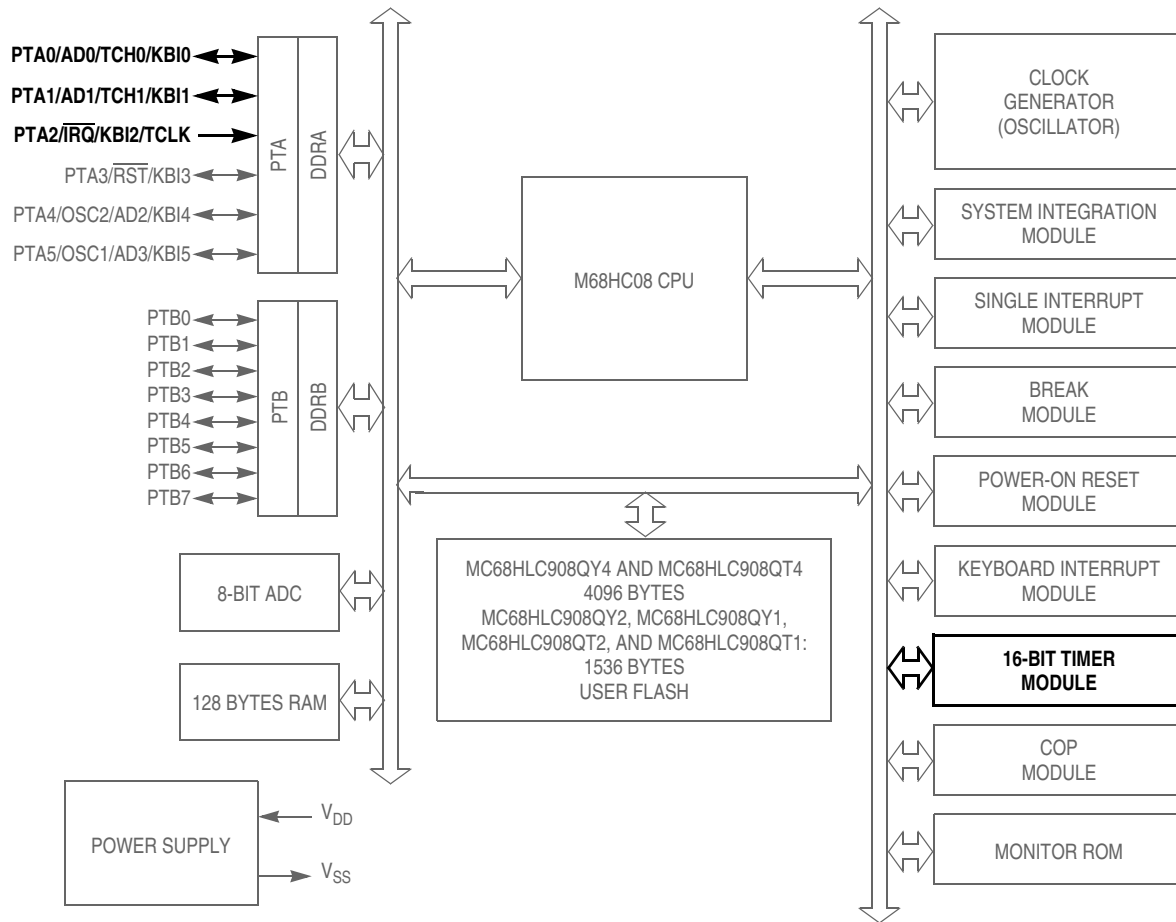 PTA0/AD0/TCH0/KBI0
PTA1/AD1/TCH1/KBI1
PTA2/IRQ/KBI2/TCLK
PTA3/RST/KBI3
PTA4/OSC2/AD2/KBI4
PTA5/OSC1/AD3/KBI5
PTA
DDRA
PTB0
PTB1
PTB2
PTB3
PTB4
PTB5
PTB6
PTB7
PTB
DDRB
8-BIT ADC
128 BYTES RAM
POWER SUPPLY
VDD
VSS
M68HC08 CPU
MC68HLC908QY4 AND MC68HLC908QT4
4096 BYTES
MC68HLC908QY2, MC68HLC908QY1,
MC68HLC908QT2, AND MC68HLC908QT1:
1536 BYTES
USER FLASH
CLOCK
GENERATOR
(OSCILLATOR)
SYSTEM INTEGRATION
MODULE
SINGLE INTERRUPT
MODULE
BREAK
MODULE
POWER-ON RESET
MODULE
KEYBOARD INTERRUPT
MODULE
16-BIT TIMER
MODULE
COP
MODULE
MONITOR ROM